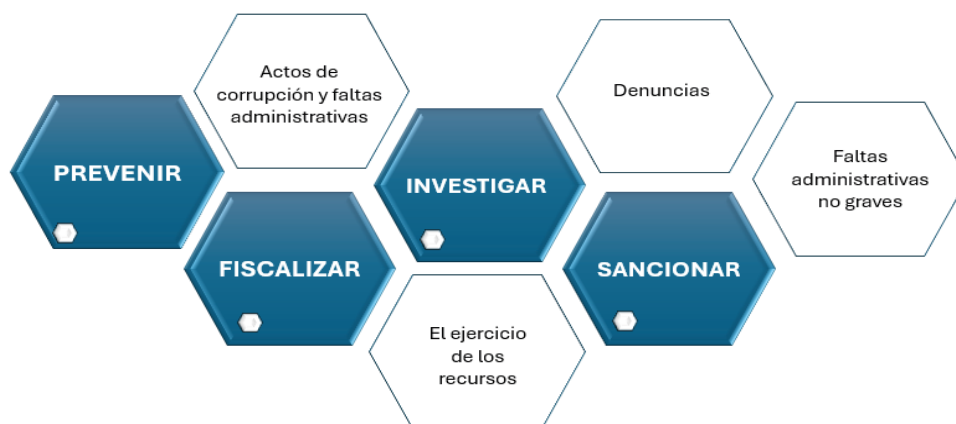 PREVENIR
Actos de
corrupción y faltas
administrativas
FISCALIZAR
El ejercicio
de los
recursos
INVESTIGAR
Denuncias
SANCIONAR
Faltas
administrativas
no graves